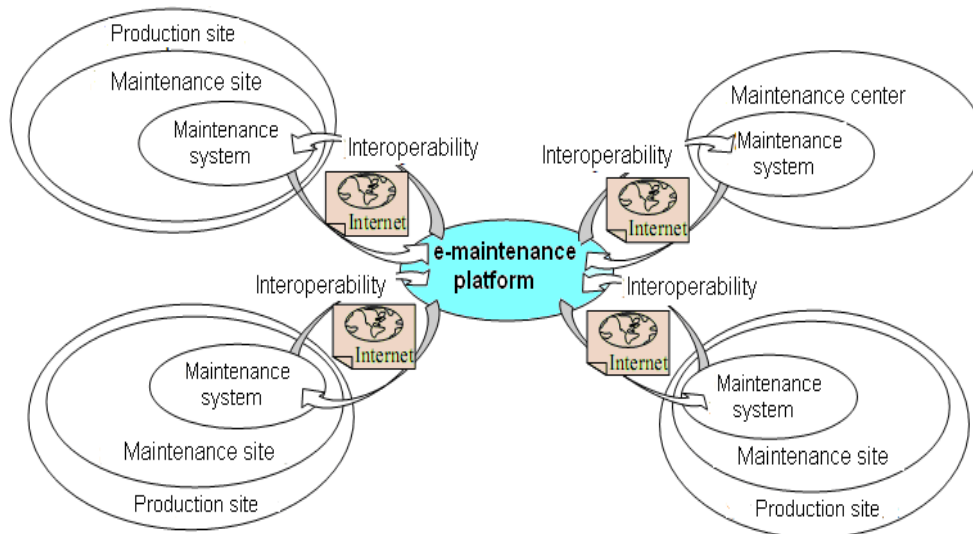 Production site
Maintenance site
Maintenance
system
Interoperability
Internet
Maintenance center
Maintenance
system
Interoperability
Internet
e-maintenance
platform
Interoperability
Internet
Maintenance
system
Maintenance site
Production site
Interoperability
Internet
Maintenance
system
Maintenance site
Production site